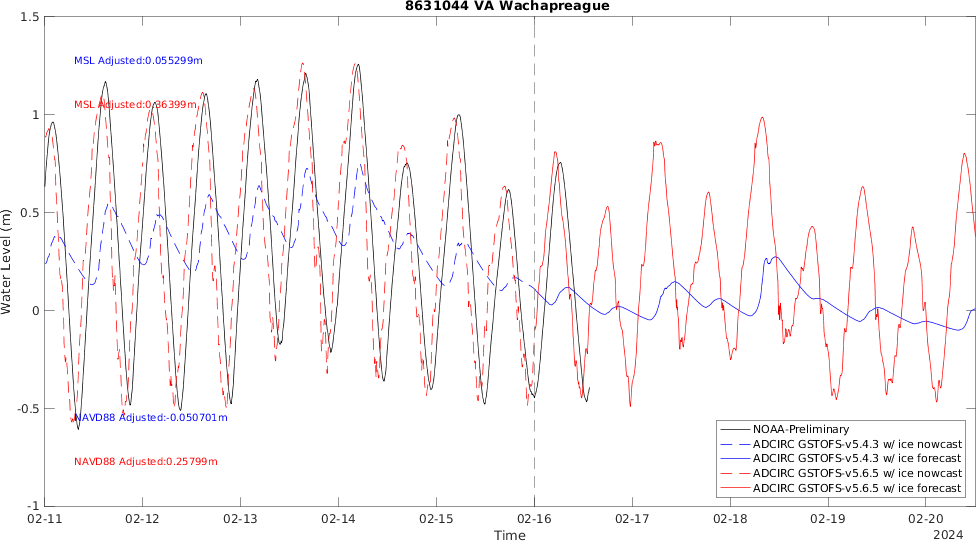 8631044 VA Wachapreague
1.5
MSL Adjusted:0.055299m
MSL Adjusted:0.36399m
1
0.5
Water Level (m)
0
-0.5
NAVD88 Adjusted:-0.050701m
NAVD88 Adjusted:0.25799m
NOAA-Preliminary
ADCIRC GSTOFS-v5.4.3 w/ ice nowcast
ADCIRC GSTOFS-v5.4.3 w/ ice forecast
ADCIRC GSTOFS-v5.6.5 w/ ice nowcast
ADCIRC GSTOFS-v5.6.5 w/ ice forecast
-1
02-11 02-12 02-13 02-14 02-15 02-16 02-17 02-18 02-19 02-20
Time
2024